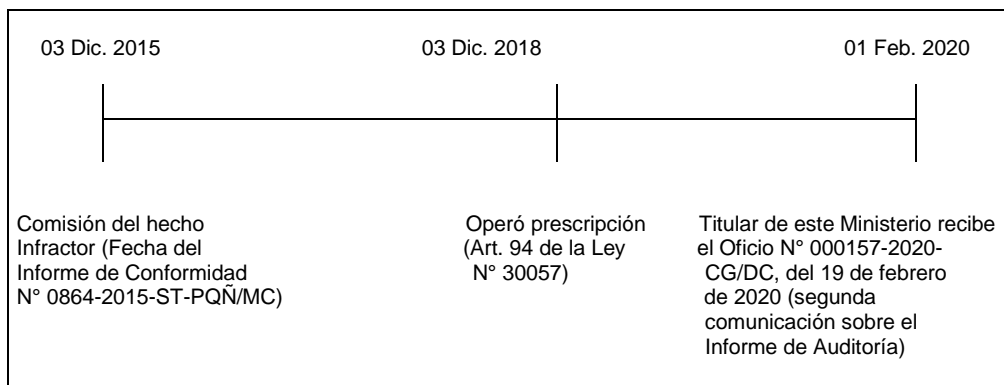 03 Dic. 2015
03 Dic. 2018
01 Feb. 2020
Comisión del hecho
Infractor (Fecha del
Informe de Conformidad
N° 0864-2015-ST-PQÑ/MC)
Operó prescripción
(Art. 94 de la Ley
N° 30057)
Titular de este Ministerio recibe
el Oficio N° 000157-2020-
CG/DC, del 19 de febrero
de 2020 (segunda
comunicación sobre el
Informe de Auditoría)